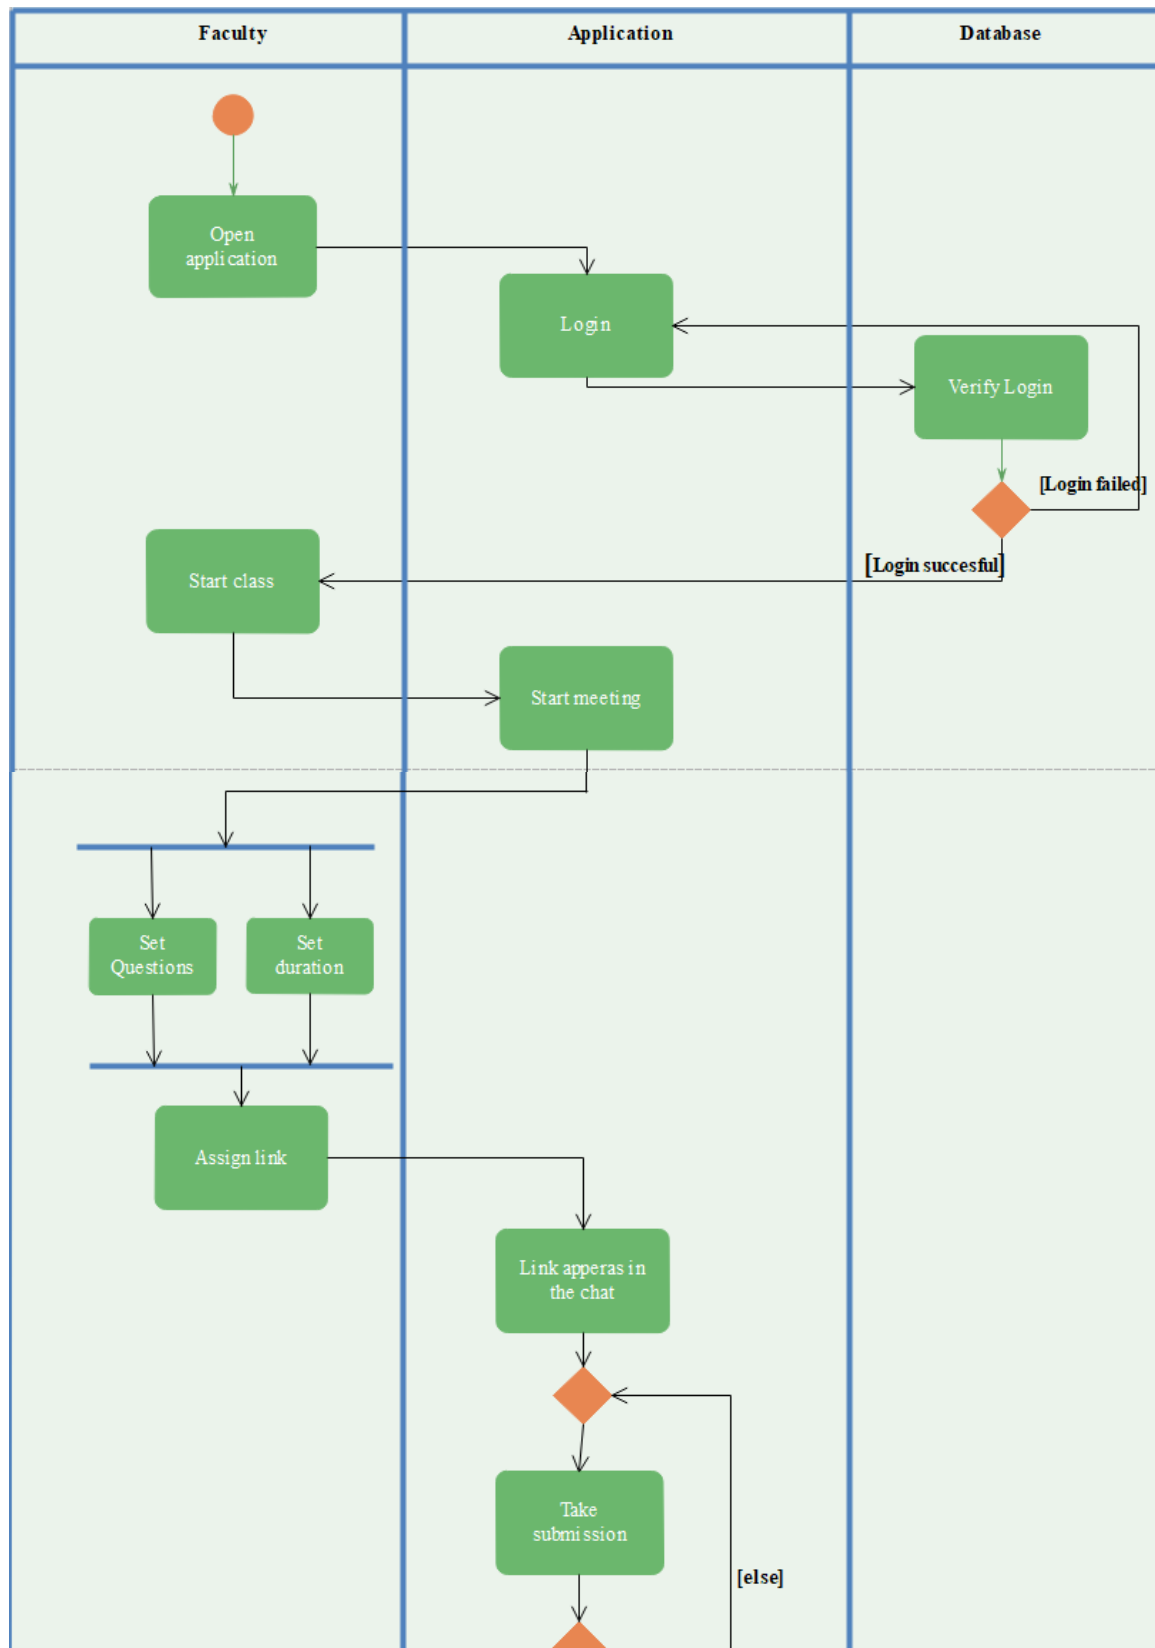 Faculty
Application
Database
Open
application
Login
Verify Login
[Login failed]
[Login succesful]
Start class
Start meeting
Set
Questions
Set
duration
Assign link
Link apperas in
the chat
Take
submission
[else]